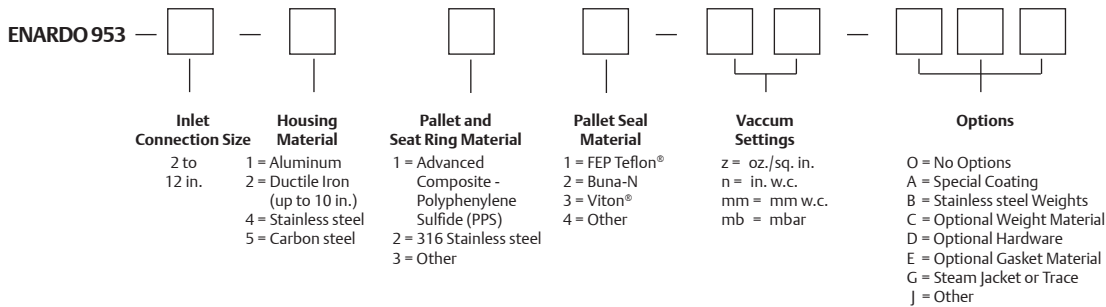 ENARDO 953
Inlet
Connection Size
2 to
12 in.
Housing
Material
1 = Aluminum
2 = Ductile Iron
(up to 10 in.)
4 = Stainless steel
5 = Carbon steel
Pallet and
Seat Ring Material
1 = Advanced
Composite -
Polyphenylene
Sulfide (PPS)
2 = 316 Stainless steel
3 = Other
Pallet Seal
Material
1 = FEP Teflon®
2 = Buna-N
3 = Viton®
4 = Other
Vaccum
Settings
z = oz./sq. in.
n = in. w.c.
mm = mm w.c.
mb = mbar
Options
O = No Options
A = Special Coating
B = Stainless steel Weights
C = Optional Weight Material
D = Optional Hardware
E = Optional Gasket Material
G = Steam Jacket or Trace
J = Other